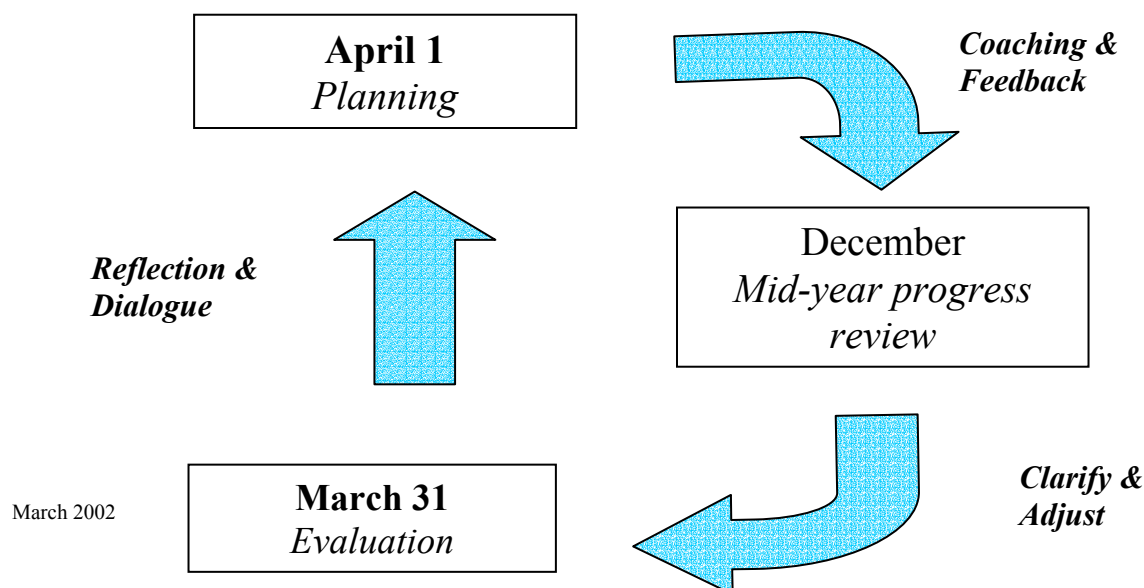 April 1
Planning
Coaching &
Feedback
December
Mid-year progress
review
Reflection &
Dialogue
Clarify &
Adjust
March 31
Evaluation
March 2002